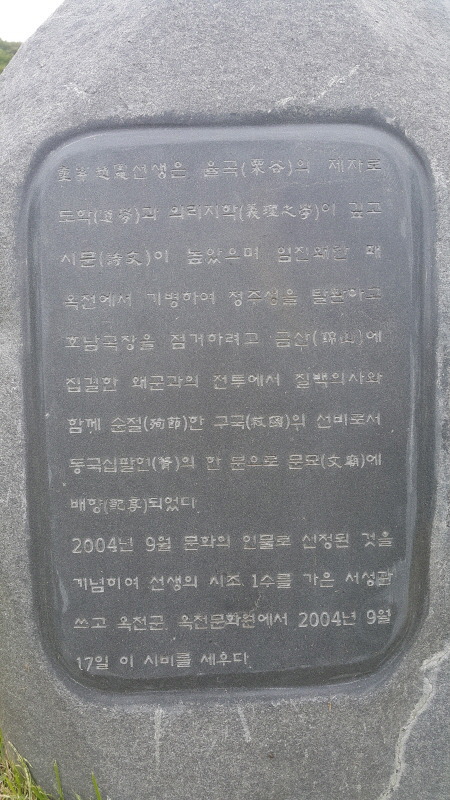 重峯 趙憲선생은 율곡(栗谷)의 제자로
도학(道學)과 의리지학(義理之學)이 깊고
시문(詩文)이 높았으며 임진왜란 때
옥천에서 기병하여 청주성을 탈환하고
호남곡창을 점거하려고 금산(錦山)에
집결한 왜군과의 전투에서 칠백의사와
함께 순절(殉節)한 구국(救國)의 선비로서
동국십팔현(賢)의 한 분으로 문묘(文廟)에
배향(配享)되었다
2004년 9월 문화의 인물로 선정된 것을
기념하여 선생의 시조 1수를 가은 서성관
쓰고 옥천군 옥천문화원에서 2004년 9월
17일 이 시비를 세우다